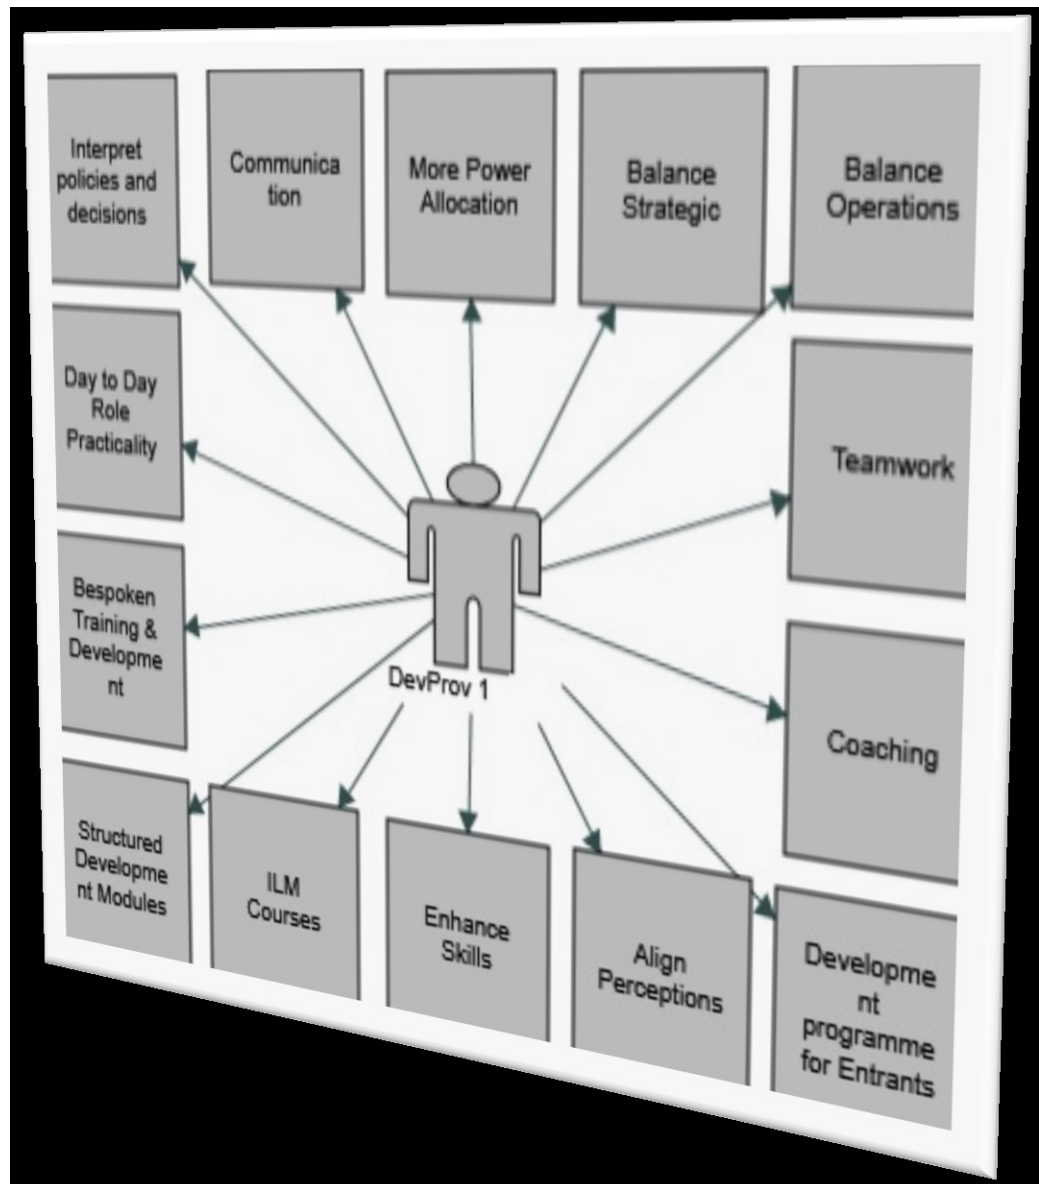 Interpret
policies and
decisions
Communica
tion
More Power
Allocation
Balance
Strategic
Balance
Operations
Day to Day
Role
Practicality
Teamwork
Bespoken
Training &
Developme
nt
DevProv 1
Coaching
Structured
Developme
nt Modules
ILM
Courses
Enhance
Skills
Align
Perceptions
Developme
nt
programme
for Entrants